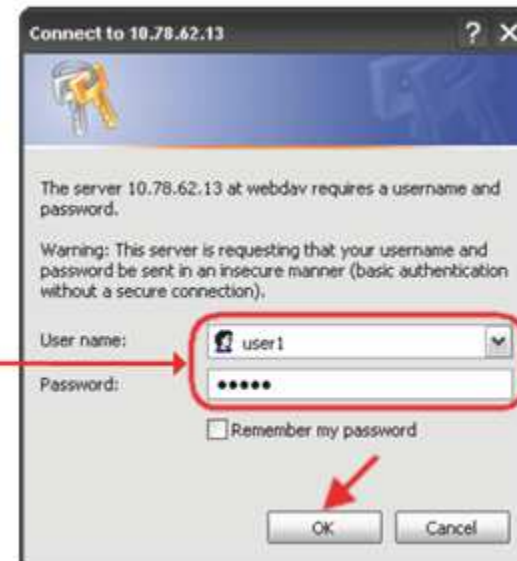 Connect to 10.78.62.13
The server 10.78.62.13 at webdav requires a username and
password.
Warning: This server is requesting that your username and
password be sent in an insecure manner (basic authentication
without a secure connection).
User name:
user1
Password:
●●●●●
Remember my password
OK
Cancel